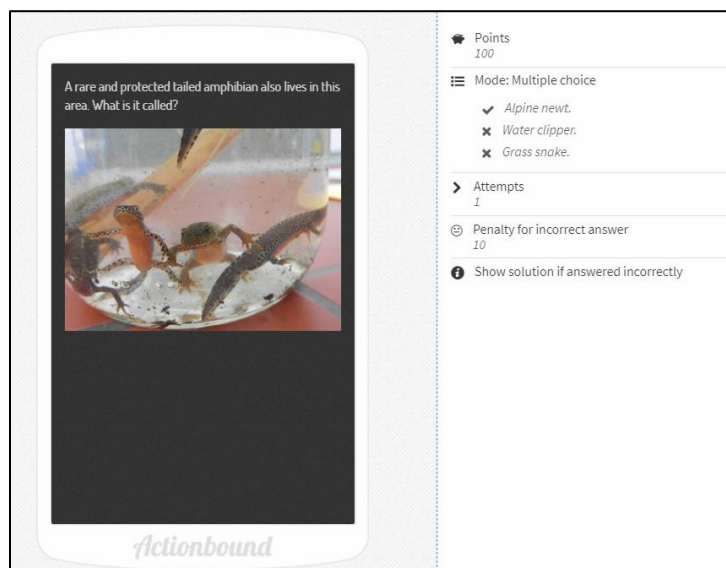 A rare and protected tailed amphibian also lives in this
area. What is it called?
Actionbound
Points
100
Mode: Multiple choice
Alpine newt.
Water clipper.
Grass snake.
Attempts
1
Penalty for incorrect answer
10
Show solution if answered incorrectly